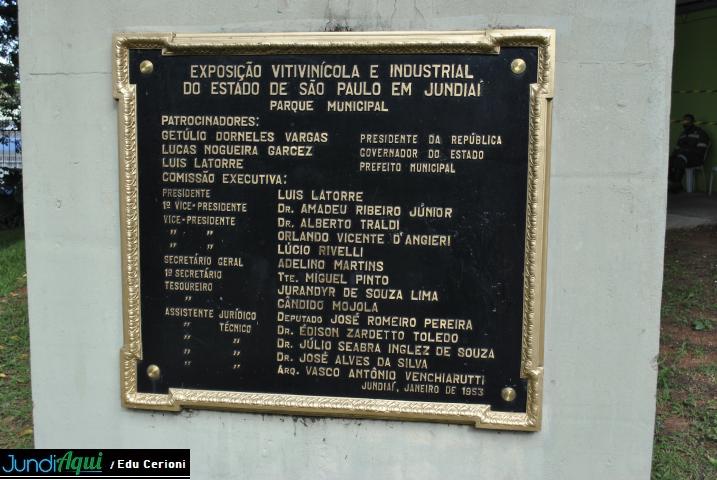 EXPOSIÇÃO VITIVINÍCOLA E INDUSTRIAL
DO ESTADO DE SÃO PAULO EM JUNDIAÍ
PARQUE MUNICIPAL
PATROCINADORES:
GETÚLIO DORNELES VARGAS PRESIDENTE DA REPÚBLICA
LUCAS NOGUEIRA GARCEZ GOVERNADOR DO ESTADO
LUIS LATORRE PREFEITO MUNICIPAL
COMISSÃO EXECUTIVA:
PRESIDENTE LUIS LATORRE
1º VICE-PRESIDENTE DR. AMADEU RIBEIRO JÚNIOR
VICE-PRESIDENTE DR. ALBERTO TRALDI
" " ORLANDO VICENTE D'ANGIERI
" " LÚCIO RIVELLI
SECRETÁRIO GERAL ADELINO MARTINS
1º SECRETÁRIO TTE. MIGUEL PINTO
TESOUREIRO JURANDYR DE SOUZA LIMA
" CÂNDIDO MOJOLA
ASSISTENTE JURÍDICO DEPUTADO JOSÉ ROMEIRO PEREIRA
" TÉCNICO DR. ÉDISON ZARDETTO TOLEDO
" " DR. JÚLIO SEABRA INGLEZ DE SOUZA
" " DR. JOSÉ ALVES DA SILVA
" " ARQ. VASCO ANTÔNIO VENCHIARUTTI
JUNDIAÍ, JANEIRO DE 1953
JUNDIAQUI / Edu Cerioni